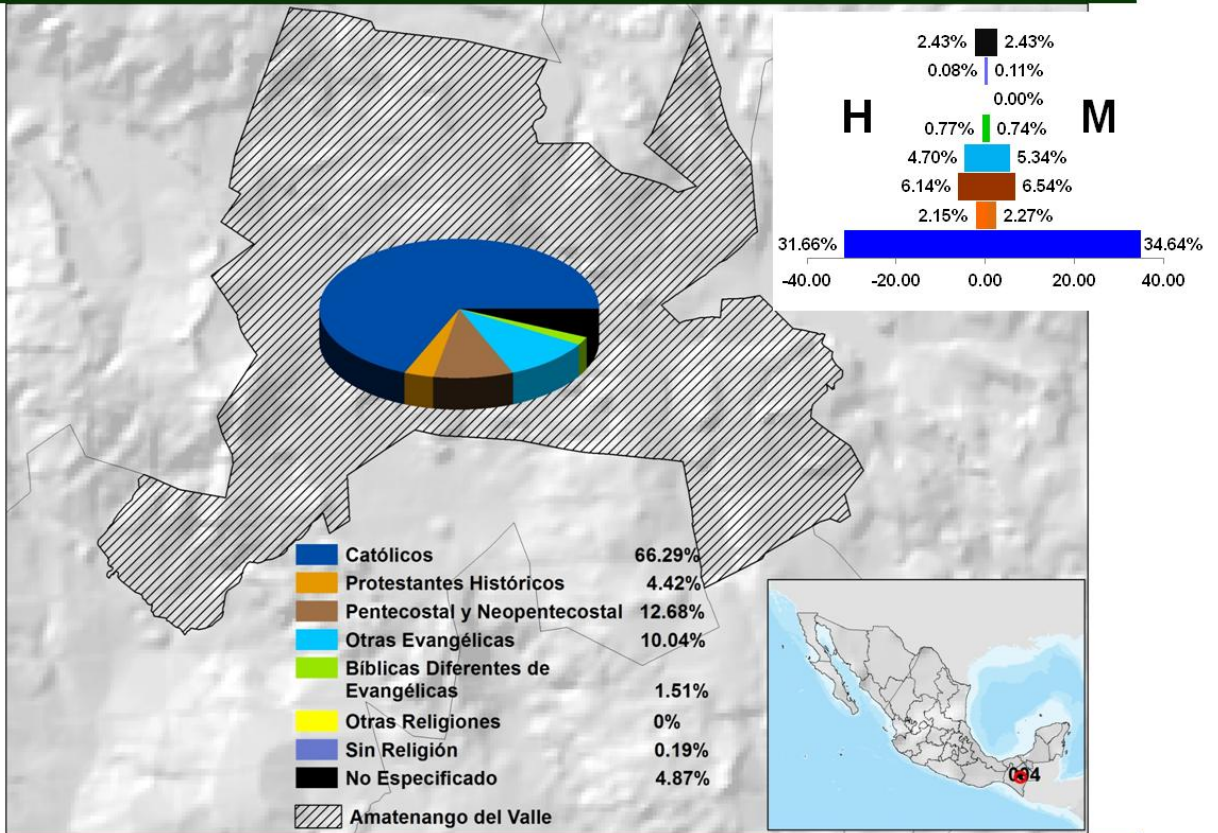 2.43% 2.43%
0.08% 0.11%
0.00%
H M
0.77% 0.74%
4.70% 5.34%
6.14% 6.54%
2.15% 2.27%
31.66% 34.64%
-40.00 -20.00 0.00 20.00 40.00
Católicos 66.29%
Protestantes Históricos 4.42%
Pentecostal y Neopentecostal 12.68%
Otras Evangélicas 10.04%
Bíblicas Diferentes de
Evangélicas 1.51%
Otras Religiones 0%
Sin Religión 0.19%
No Especificado 4.87%
Amatenango del Valle
004